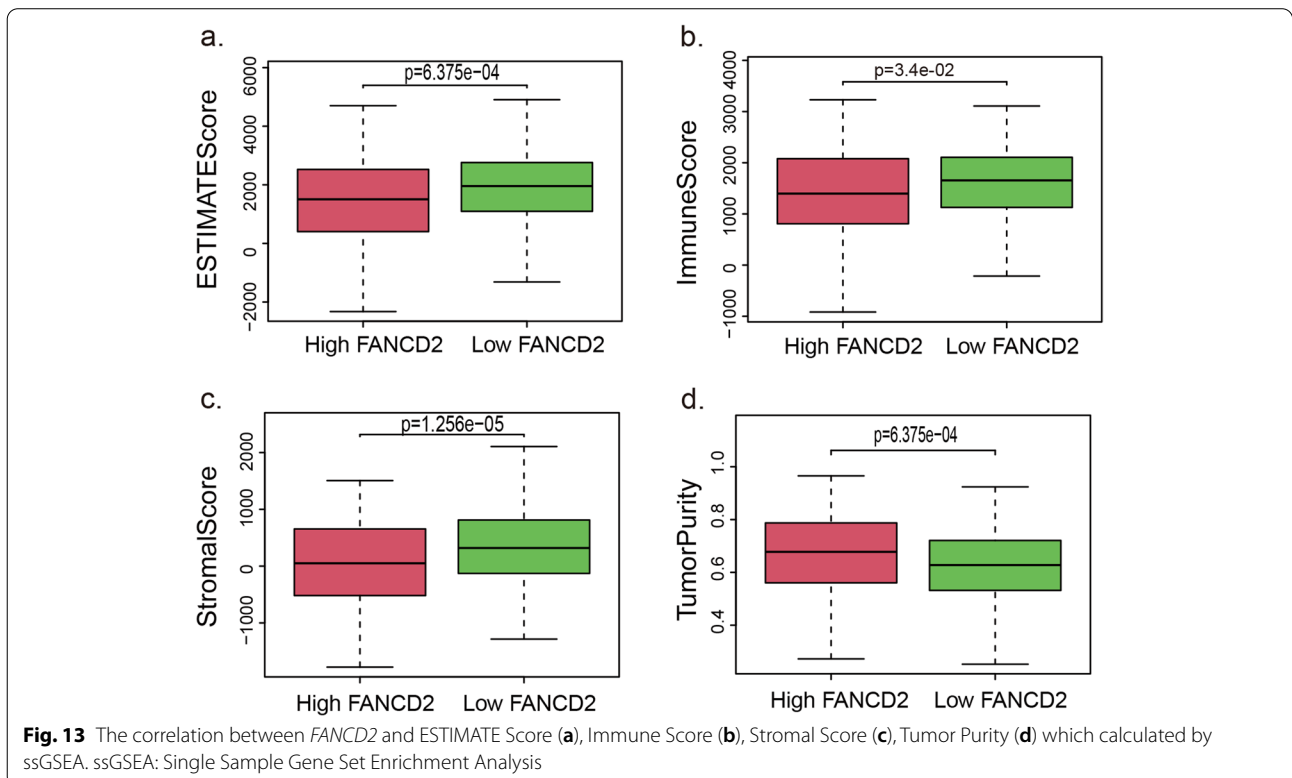 a.
p=6.375e-04
ESTIMATEScore
6000
4000
2000
0
−2000
High FANCD2 Low FANCD2
b.
p=3.4e-02
ImmuneScore
4000
3000
2000
1000
0
−1000
High FANCD2 Low FANCD2
c.
p=1.256e−05
StromalScore
2000
1000
0
−1000
High FANCD2 Low FANCD2
d.
p=6.375e−04
TumorPurity
1.0
0.8
0.6
0.4
High FANCD2 Low FANCD2
Fig. 13 The correlation between FANCD2 and ESTIMATE Score (a), Immune Score (b), Stromal Score (c), Tumor Purity (d) which calculated by
ssGSEA. ssGSEA: Single Sample Gene Set Enrichment Analysis